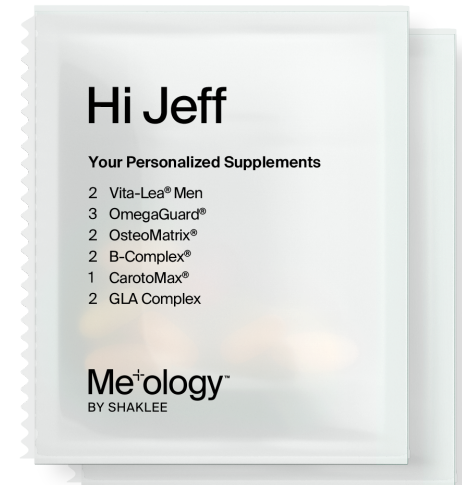 Hi Jeff
Your Personalized Supplements
2 Vita-Lea® Men
3 OmegaGuard®
2 OsteoMatrix®
2 B-Complex®
1 CarotoMax®
2 GLA Complex
Me+ology™
BY SHAKLEE